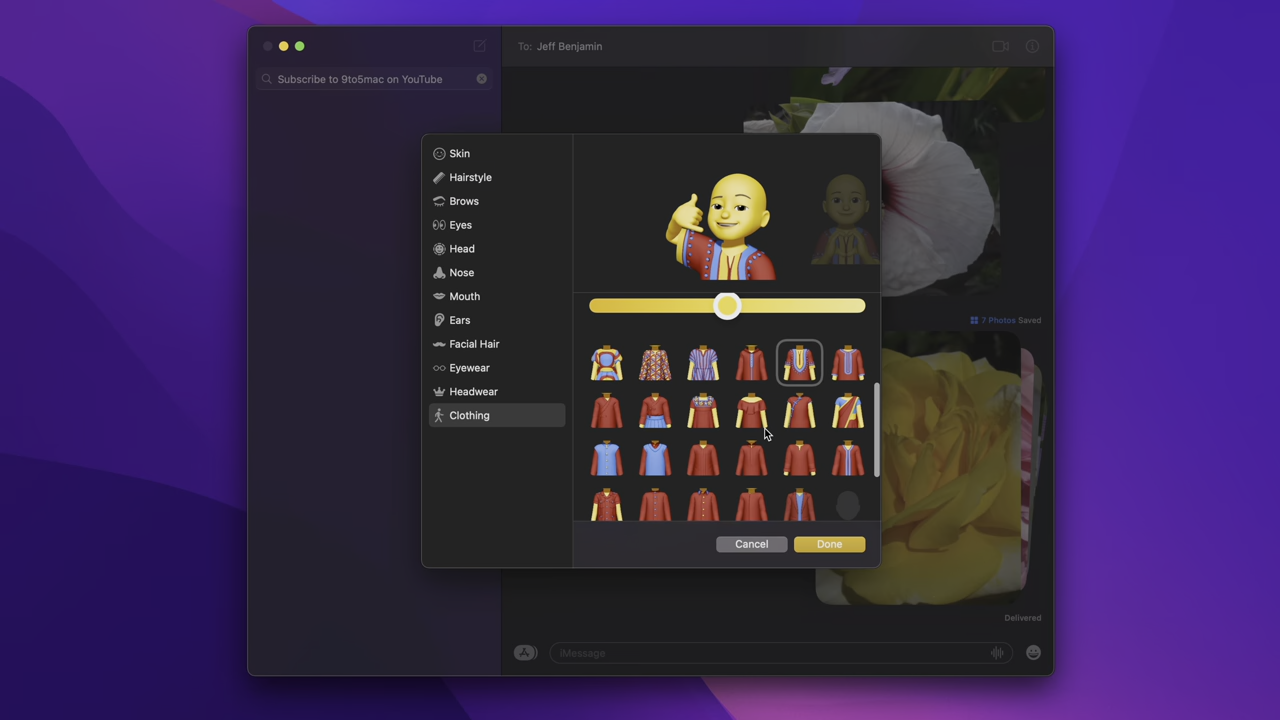 To: Jeff Benjamin
Subscribe to 9to5mac on YouTube
Skin
Hairstyle
Brows
Eyes
Head
Nose
Mouth
Ears
Facial Hair
Eyewear
Headwear
Clothing
7 Photos Saved
Cancel
Done
Delivered
iMessage